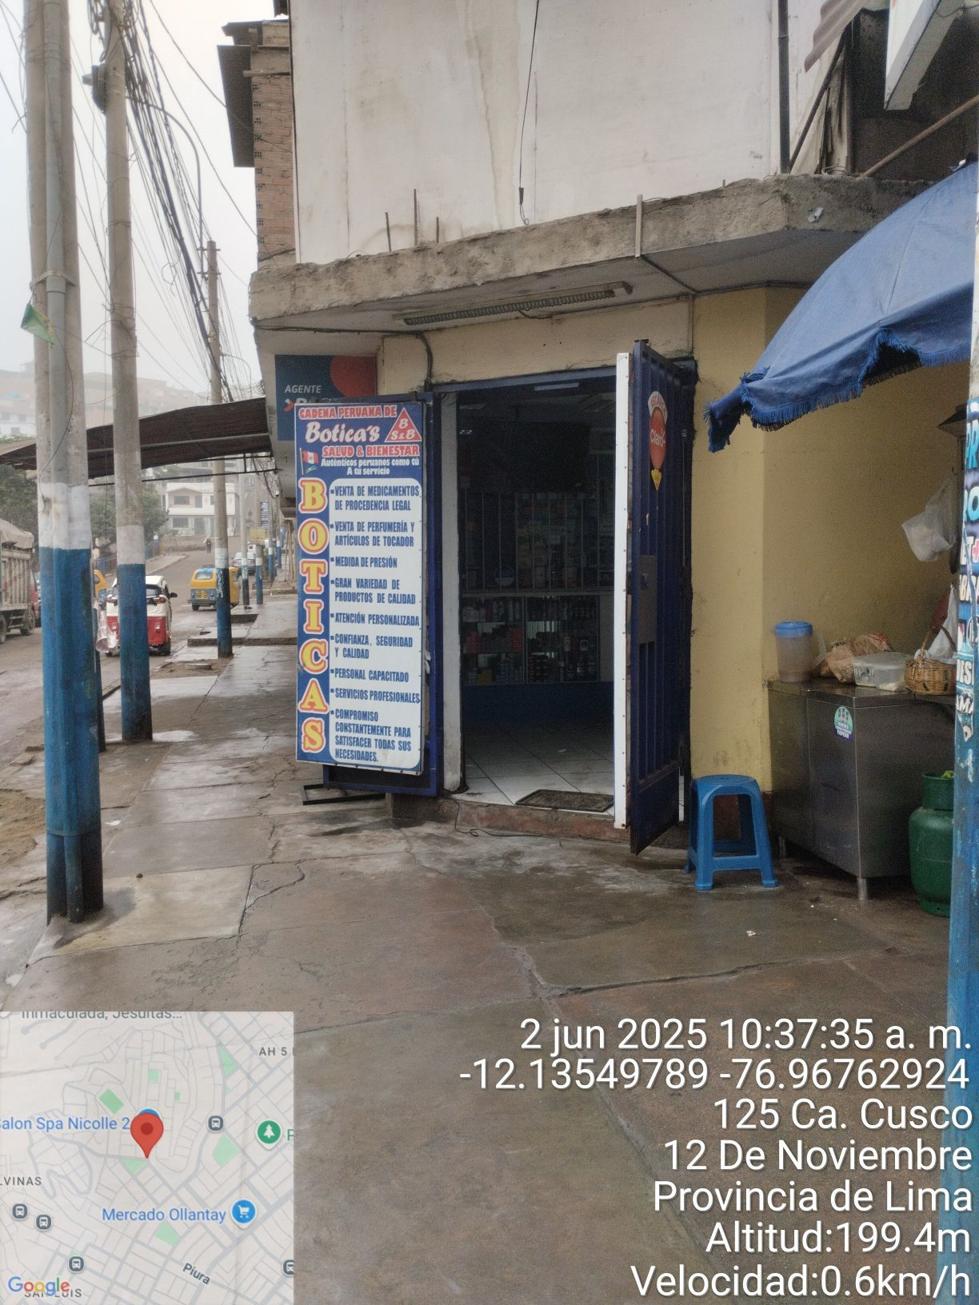 AGENTE
CADENA PERUANA DE
Botica's
B
S&B
SALUD & BIENESTAR
Auténticos peruanos como tú
A tu servicio
BOTICAS
• VENTA DE MEDICAMENTOS
DE PROCEDENCIA LEGAL
• VENTA DE PERFUMERÍA Y
ARTÍCULOS DE TOCADOR
• MEDIDA DE PRESIÓN
• GRAN VARIEDAD DE
PRODUCTOS DE CALIDAD
• ATENCIÓN PERSONALIZADA
• CONFIANZA, SEGURIDAD
Y CALIDAD
• PERSONAL CAPACITADO
• SERVICIOS PROFESIONALES
• COMPROMISO
CONSTANTEMENTE PARA
SATISFACER TODAS SUS
NECESIDADES.
Claro
Inmaculada, Jesuitas...
AH 5
Salon Spa Nicolle 2
LVINAS
Mercado Ollantay
Piura
Google
SAN LUIS
2 jun 2025 10:37:35 a. m.
-12.13549789 -76.96762924
125 Ca. Cusco
12 De Noviembre
Provincia de Lima
Altitud:199.4m
Velocidad:0.6km/h